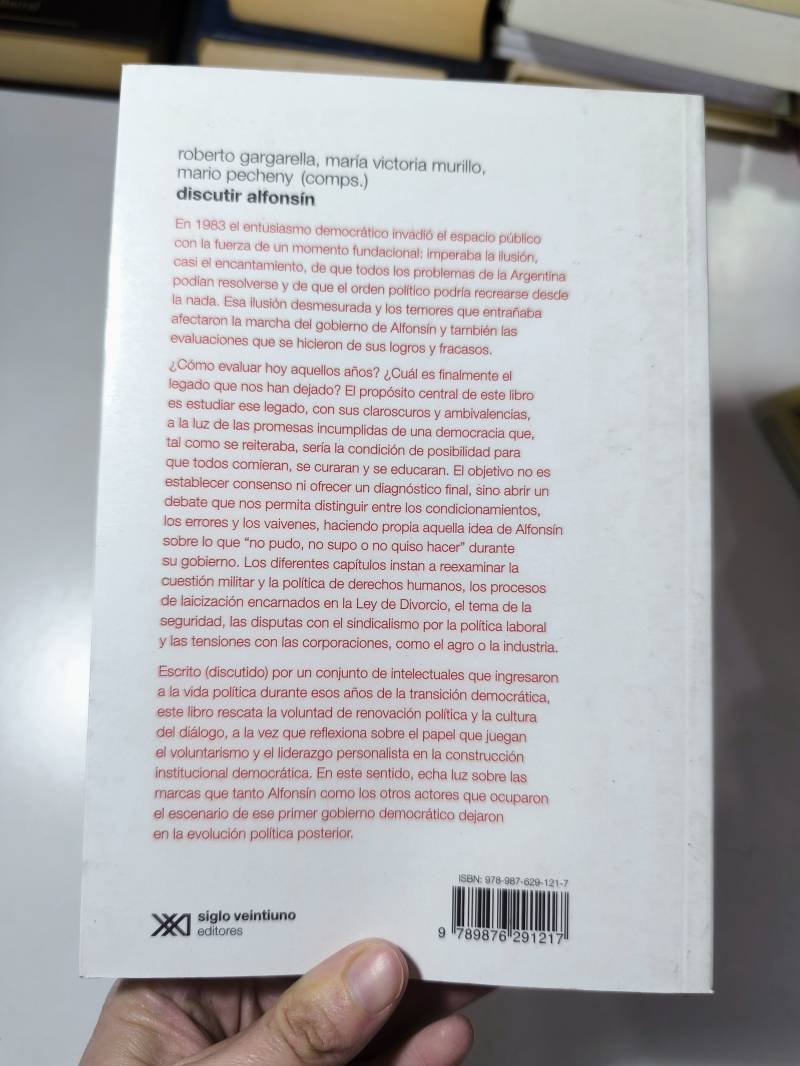 roberto gargarella, maría victoria murillo,
mario pecheny (comps.)
discutir alfonsín
En 1983 el entusiasmo democrático invadió el espacio público
con la fuerza de un momento fundacional: imperaba la ilusión,
casi el encantamiento, de que todos los problemas de la Argentina
podían resolverse y de que el orden político podría recrearse desde
la nada. Esa ilusión desmesurada y los temores que entrañaba
afectaron la marcha del gobierno de Alfonsín y también las
evaluaciones que se hicieron de sus logros y fracasos.
¿Cómo evaluar hoy aquellos años? ¿Cuál es finalmente el
legado que nos han dejado? El propósito central de este libro
es estudiar ese legado, con sus claroscuros y ambivalencias,
a la luz de las promesas incumplidas de una democracia que,
tal como se reiteraba, sería la condición de posibilidad para
que todos comieran, se curaran y se educaran. El objetivo no es
establecer consenso ni ofrecer un diagnóstico final, sino abrir un
debate que nos permita distinguir entre los condicionamientos,
los errores y los vaivenes, haciendo propia aquella idea de Alfonsín
sobre lo que “no pudo, no supo o no quiso hacer” durante
su gobierno. Los diferentes capítulos instan a reexaminar la
cuestión militar y la política de derechos humanos, los procesos
de laicización encarnados en la Ley de Divorcio, el tema de la
seguridad, las disputas con el sindicalismo por la política laboral
y las tensiones con las corporaciones, como el agro o la industria.
Escrito (discutido) por un conjunto de intelectuales que ingresaron
a la vida política durante esos años de la transición democrática,
este libro rescata la voluntad de renovación política y la cultura
del diálogo, a la vez que reflexiona sobre el papel que juegan
el voluntarismo y el liderazgo personalista en la construcción
institucional democrática. En este sentido, echa luz sobre las
marcas que tanto Alfonsín como los otros actores que ocuparon
el escenario de ese primer gobierno democrático dejaron
en la evolución política posterior.
ISBN: 978-987-629-121-7
siglo veintiuno
editores
9 789876 291217